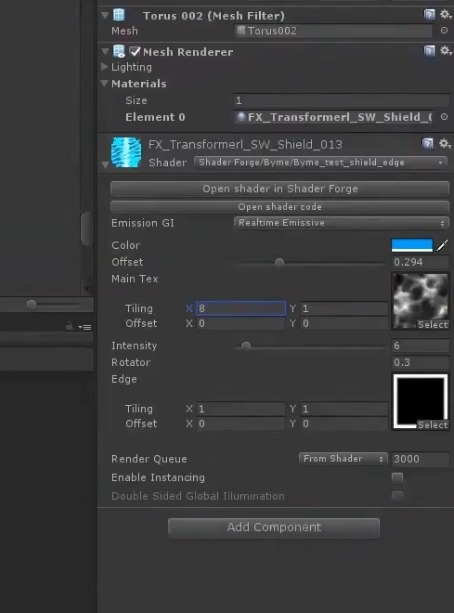 Torus 002 (Mesh Filter)
Mesh Torus002
Mesh Renderer
Lighting
Materials
Size 1
Element 0 FX_Transformerl_SW_Shield_(
FX_Transformerl_SW_Shield_013
Shader Shader Forge/Byme/Byme_test_shield_edge
Open shader in Shader Forge
Open shader code
Emission GI Realtime Emissive
Color
Offset 0.294
Main Tex
Tiling X 8 Y 1
Offset X 0 Y 0
Select
Intensity 6
Rotator 0.3
Edge
Tiling X 1 Y 1
Offset X 0 Y 0
Select
Render Queue From Shader 3000
Enable Instancing
Double Sided Global Illumination
Add Component